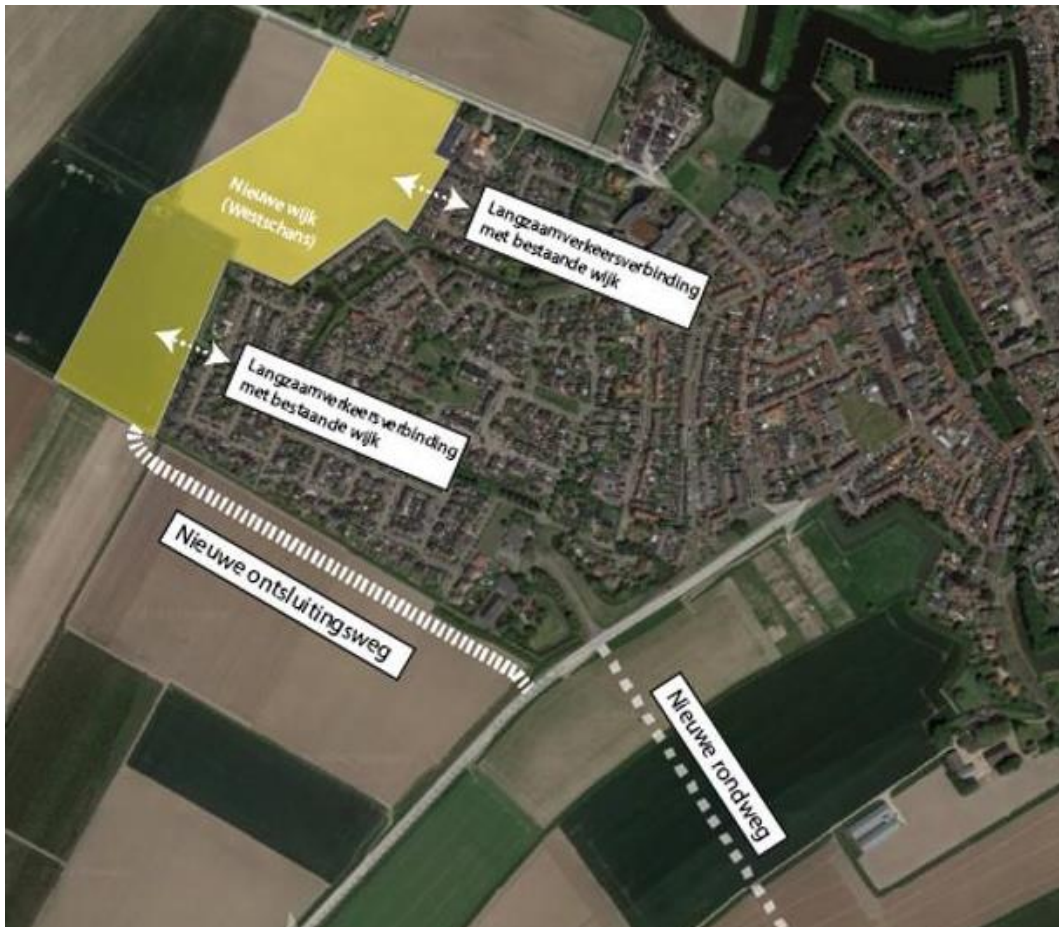 Nieuwe wijk
(Westschans)
Langzaamverkeersverbinding
met bestaande wijk
Langzaamverkeersverbinding
met bestaande wijk
Nieuwe ontsluitingsweg
Nieuwe rondweg